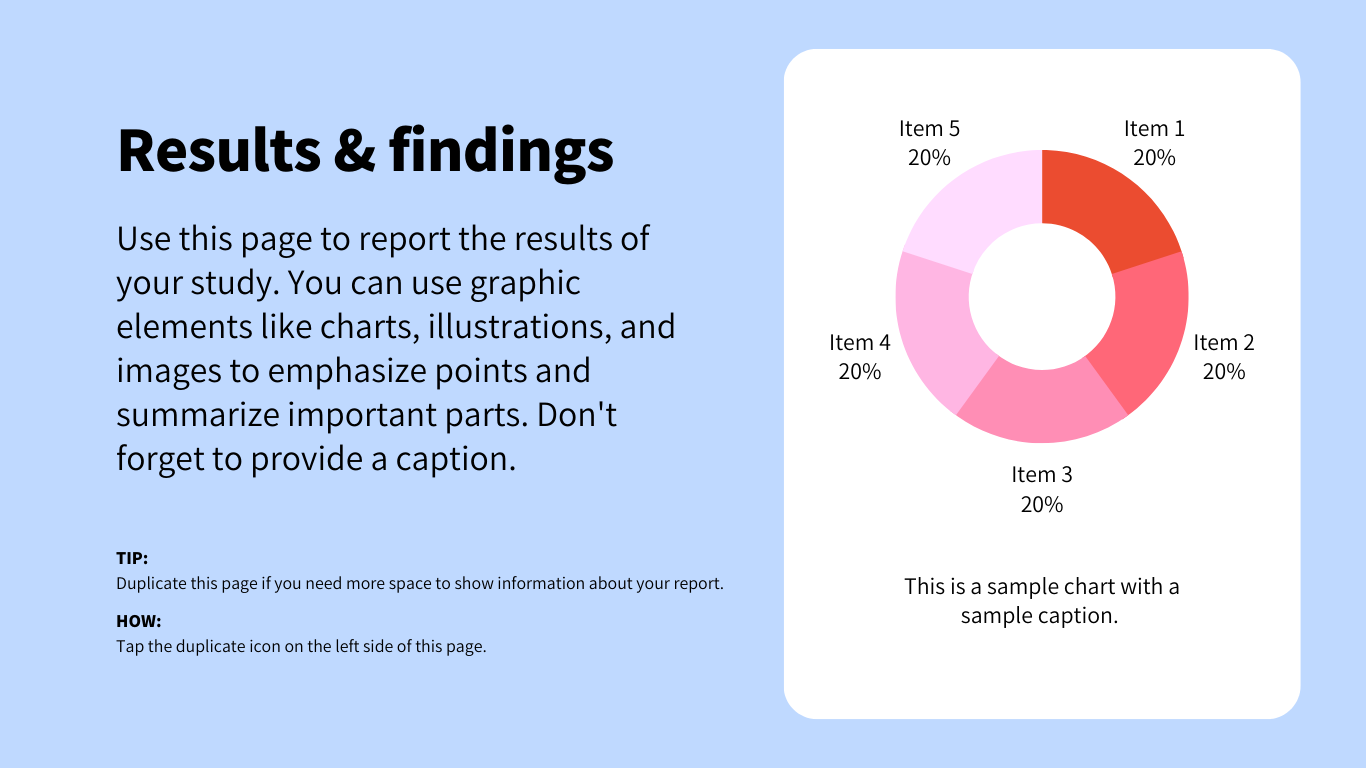 Results & findings
Use this page to report the results of
your study. You can use graphic
elements like charts, illustrations, and
images to emphasize points and
summarize important parts. Don't
forget to provide a caption.
TIP:
Duplicate this page if you need more space to show information about your report.
HOW:
Tap the duplicate icon on the left side of this page.
Item 5
20%
Item 1
20%
Item 4
20%
Item 2
20%
Item 3
20%
This is a sample chart with a
sample caption.